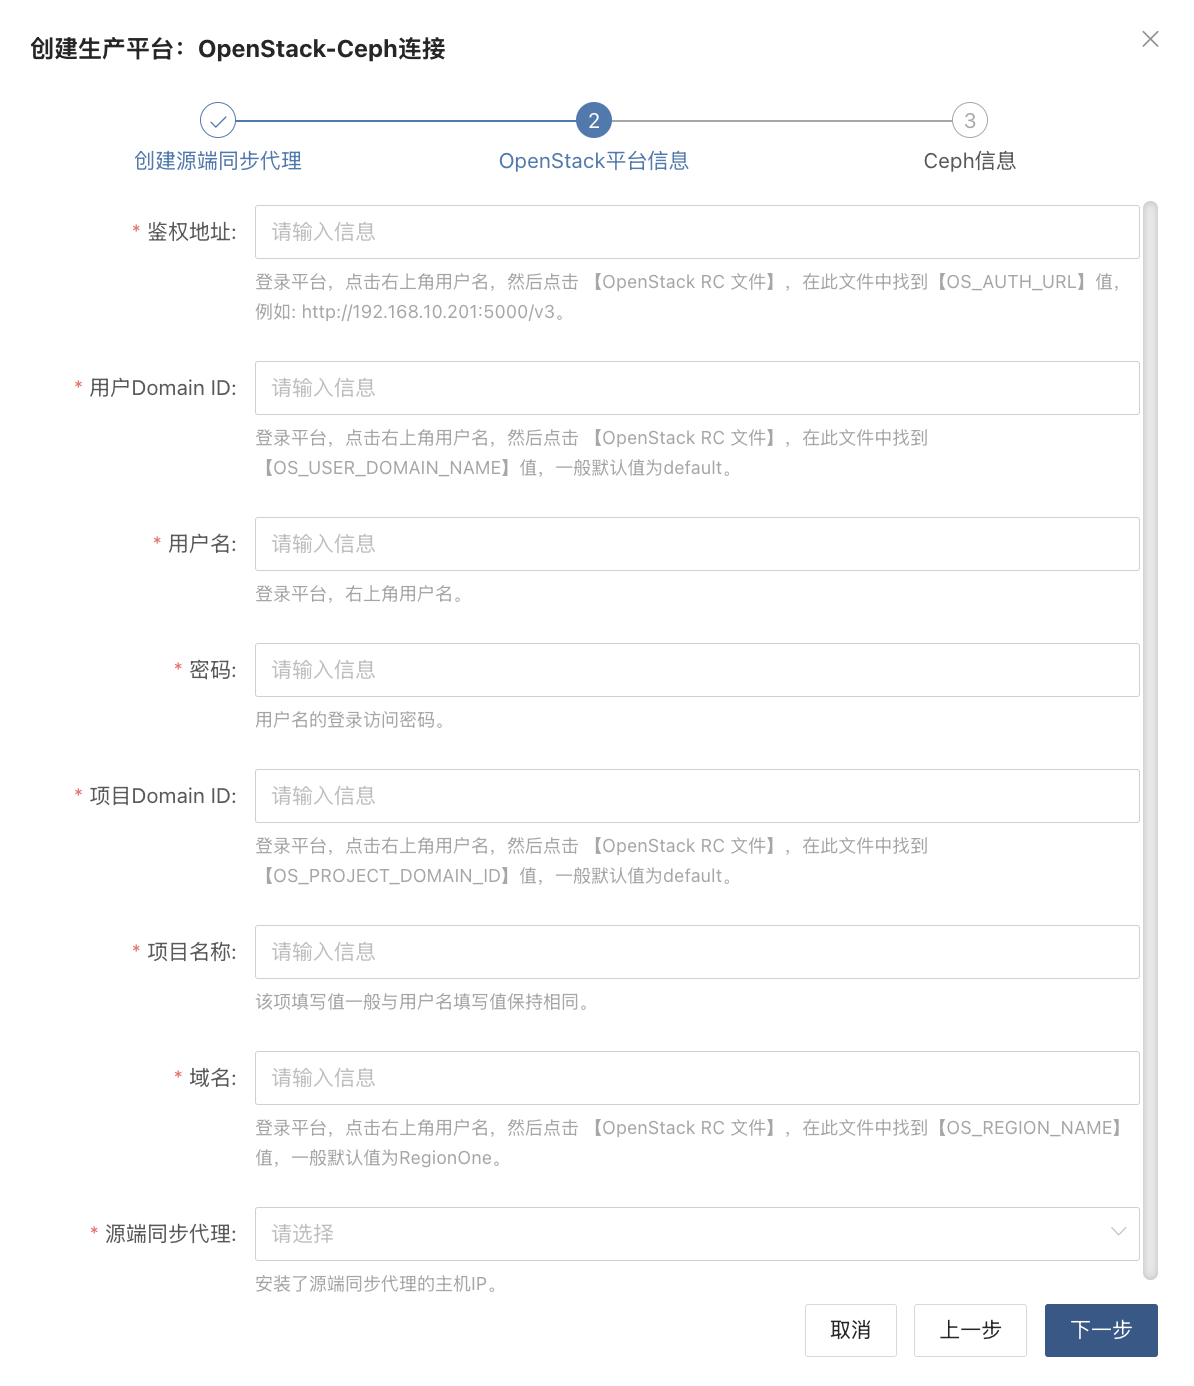 创建生产平台：OpenStack-Ceph连接
2
3
创建源端同步代理
OpenStack平台信息
Ceph信息
* 鉴权地址:
请输入信息
登录平台，点击右上角用户名，然后点击 【OpenStack RC 文件】，在此文件中找到【OS_AUTH_URL】值，
例如: http://192.168.10.201:5000/v3。
* 用户Domain ID:
请输入信息
登录平台，点击右上角用户名，然后点击 【OpenStack RC 文件】，在此文件中找到
【OS_USER_DOMAIN_NAME】值，一般默认值为default。
* 用户名:
请输入信息
登录平台，右上角用户名。
* 密码:
请输入信息
用户名的登录访问密码。
* 项目Domain ID:
请输入信息
登录平台，点击右上角用户名，然后点击 【OpenStack RC 文件】，在此文件中找到
【OS_PROJECT_DOMAIN_ID】值，一般默认值为default。
* 项目名称:
请输入信息
该项填写值一般与用户名填写值保持相同。
* 域名:
请输入信息
登录平台，点击右上角用户名，然后点击 【OpenStack RC 文件】，在此文件中找到【OS_REGION_NAME】
值，一般默认值为RegionOne。
* 源端同步代理:
请选择
安装了源端同步代理的主机IP。
取消
上一步
下一步